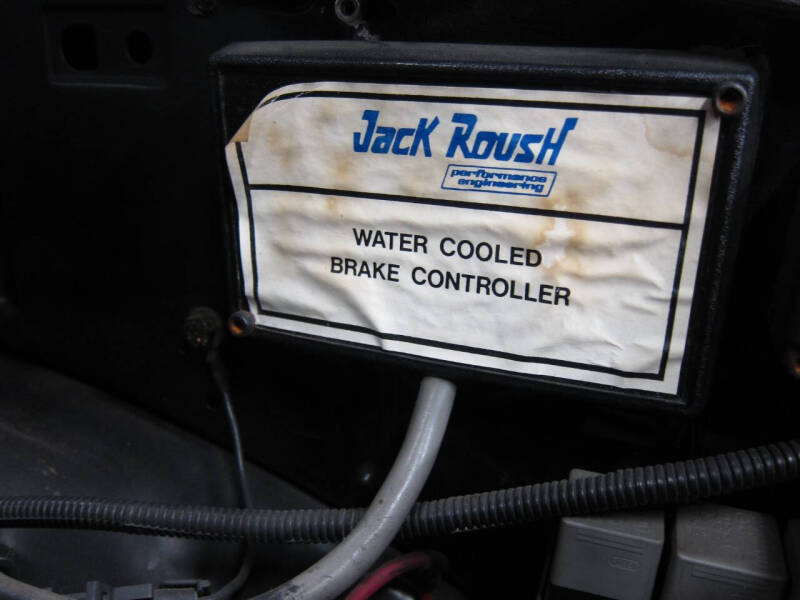 Jack Roush
performance
engineering
WATER COOLED
BRAKE CONTROLLER